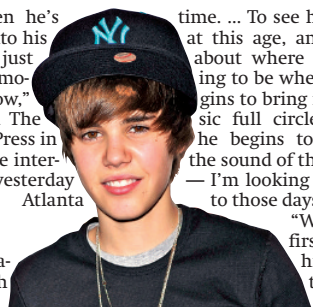 en he's
to his
just
mo-
ow,”
The
Press in
e inter-
yesterday
Atlanta
a-
h
NY
time. ... To see h
at this age, an
about where
ing to be whe
gins to bring
sic full circle
he begins to
the sound of th
— I'm looking
to those days
“W
firs
h
t